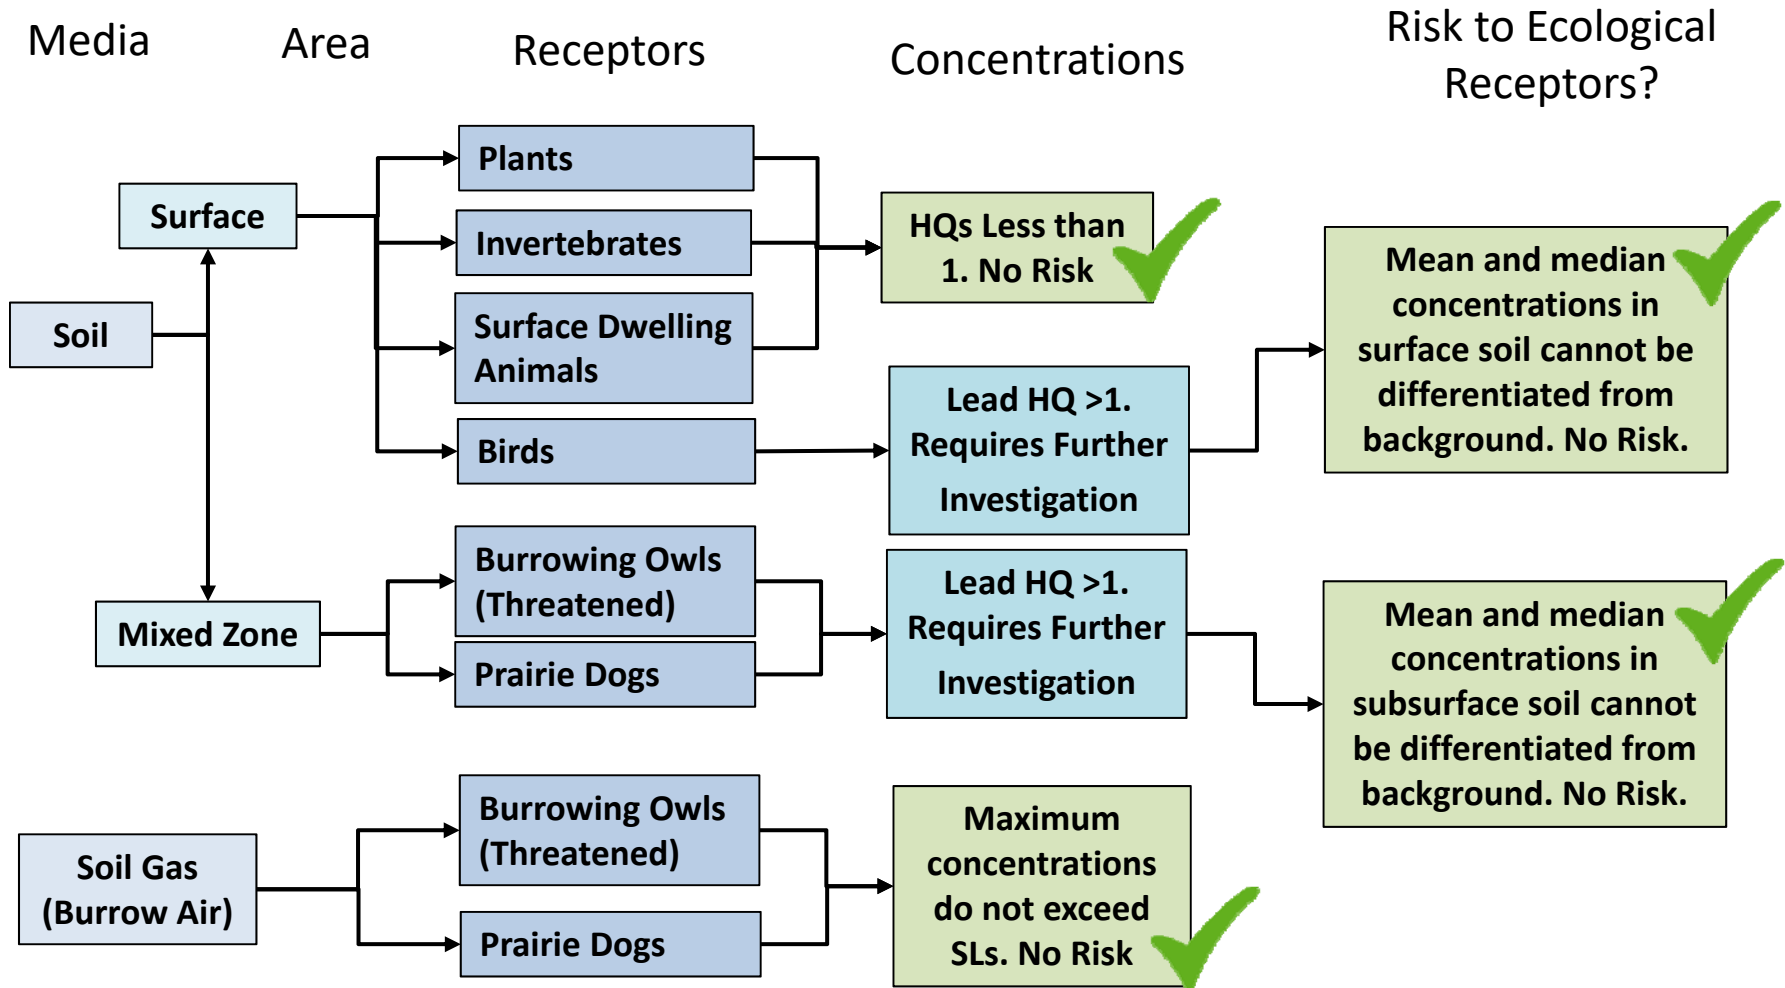 Media
Area
Receptors
Concentrations
Risk to Ecological
Receptors?
Soil
Surface
Mixed Zone
Plants
Invertebrates
Surface Dwelling
Animals
Birds
HQs Less than
1. No Risk
Lead HQ >1.
Requires Further
Investigation
Mean and median
concentrations in
surface soil cannot be
differentiated from
background. No Risk.
Burrowing Owls
(Threatened)
Prairie Dogs
Lead HQ >1.
Requires Further
Investigation
Mean and median
concentrations in
subsurface soil cannot
be differentiated from
background. No Risk.
Soil Gas
(Burrow Air)
Burrowing Owls
(Threatened)
Prairie Dogs
Maximum
concentrations
do not exceed
SLs. No Risk